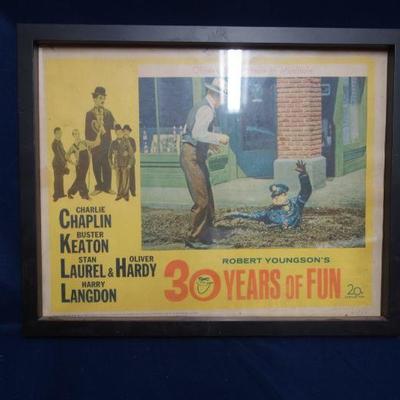 CHARLIE
CHAPLIN
BUSTER
KEATON
STAN OLIVER
LAUREL & HARDY
HARRY
LANGDON
ROBERT YOUNGSON'S
30 YEARS OF FUN
20